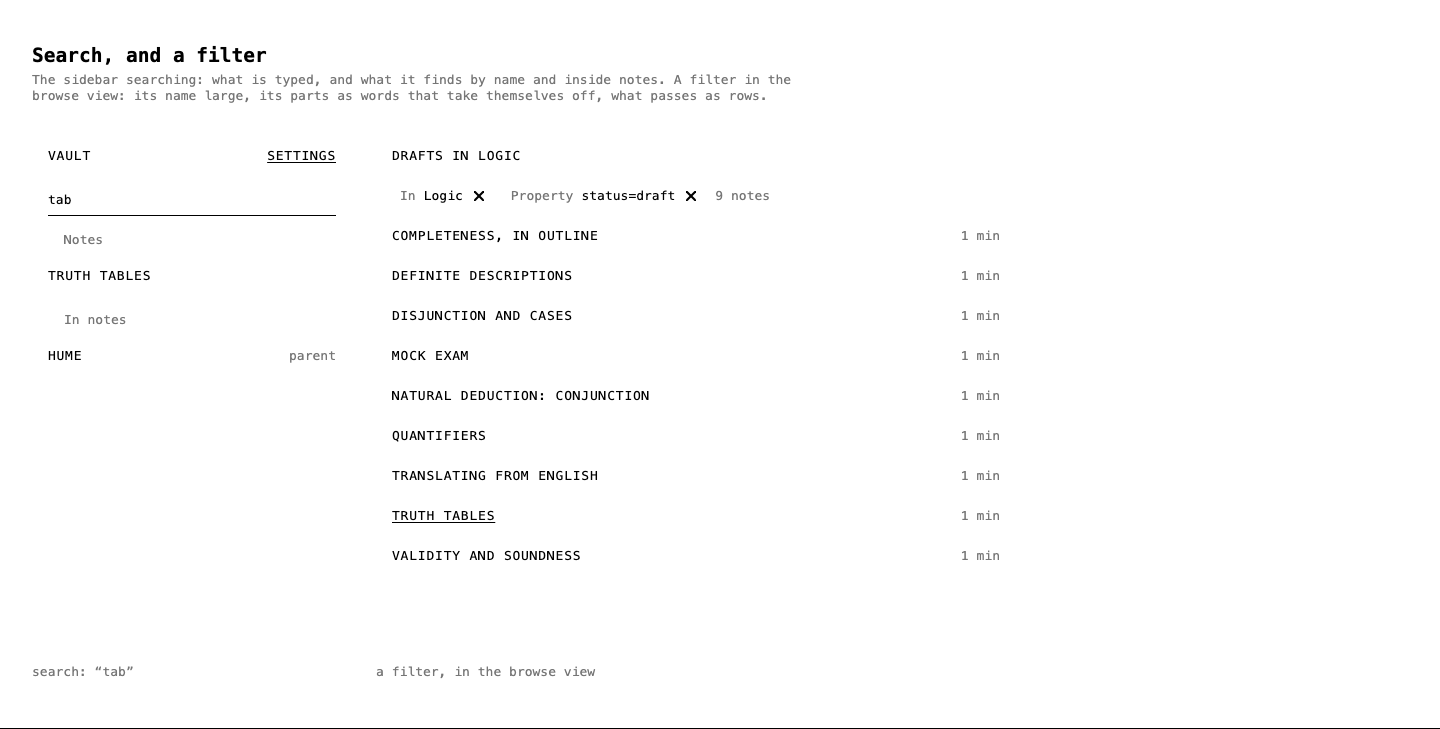 Search, and a filter
The sidebar searching: what is typed, and what it finds by name and inside notes. A filter in the
browse view: its name large, its parts as words that take themselves off, what passes as rows.
VAULT SETTINGS
tab
Notes
TRUTH TABLES
In notes
HUME parent
DRAFTS IN LOGIC
In Logic ✕ Property status=draft ✕ 9 notes
COMPLETENESS, IN OUTLINE 1 min
DEFINITE DESCRIPTIONS 1 min
DISJUNCTION AND CASES 1 min
MOCK EXAM 1 min
NATURAL DEDUCTION: CONJUNCTION 1 min
QUANTIFIERS 1 min
TRANSLATING FROM ENGLISH 1 min
TRUTH TABLES 1 min
VALIDITY AND SOUNDNESS 1 min
search: “tab”
a filter, in the browse view